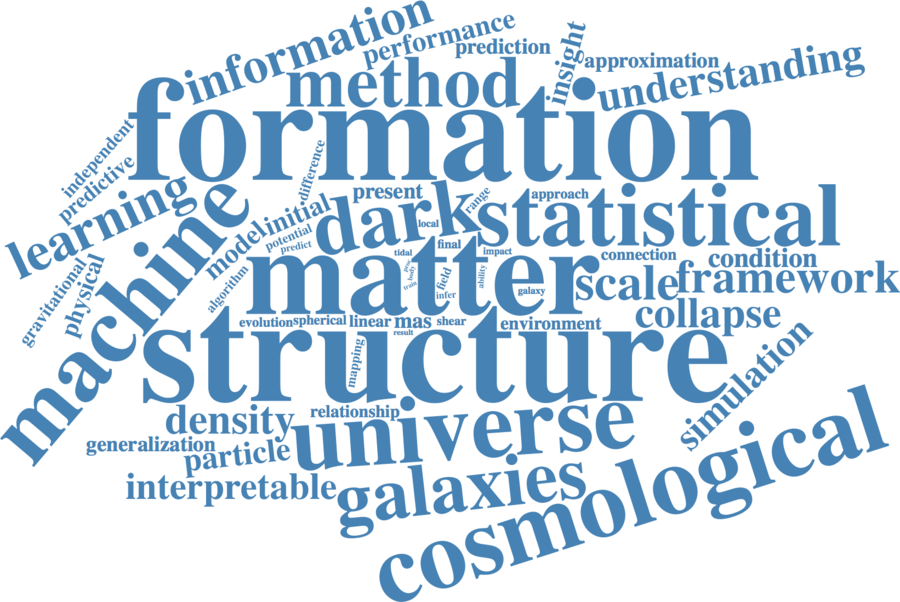 information
performance
prediction
insight
approximation
understanding
method
formation
independent
predictive
learning
machine
difference
present
dark
range
approach
statistical
model
initial
potential
predict
local
tidal
final
impact
connection
condition
gravitational
physical
algorithm
matter
body
train
field
infer
ability
galaxy
scale
framework
collapse
evolution
spherical
linear
mas
shear
result
environment
structure
mapping
simulation
density
relationship
universe
generalization
particle
interpretable
galaxies
cosmological